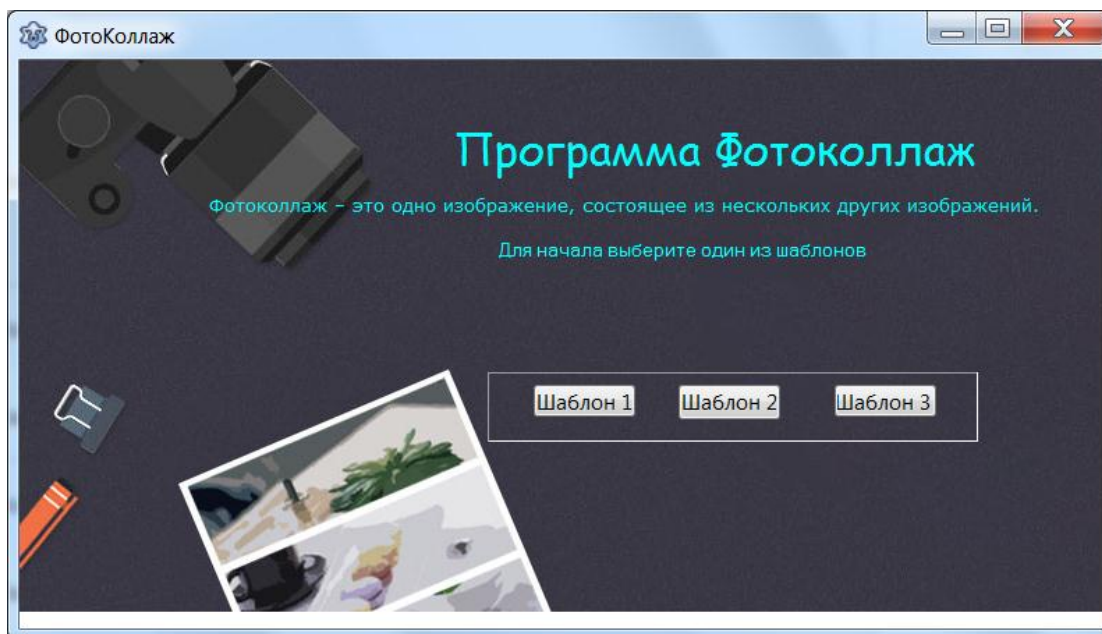 ФотоКоллаж
Программа Фотоколлаж
Фотоколлаж – это одно изображение, состоящее из нескольких других изображений.
Для начала выберите один из шаблонов
Шаблон 1 Шаблон 2 Шаблон 3